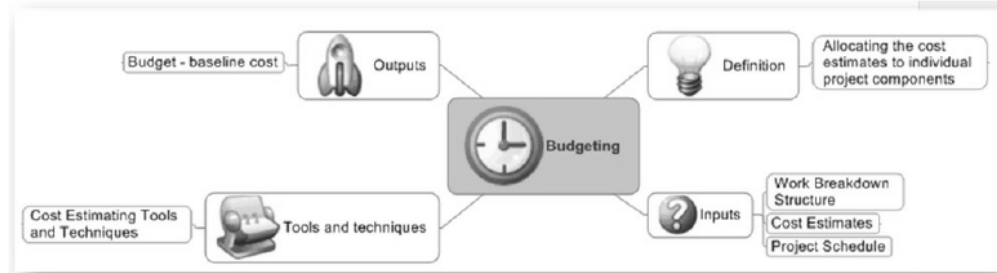 Budget - baseline cost
Outputs
Definition
Allocating the cost
estimates to individual
project components
Budgeting
Cost Estimating Tools
and Techniques
Tools and techniques
Inputs
Work Breakdown
Structure
Cost Estimates
Project Schedule